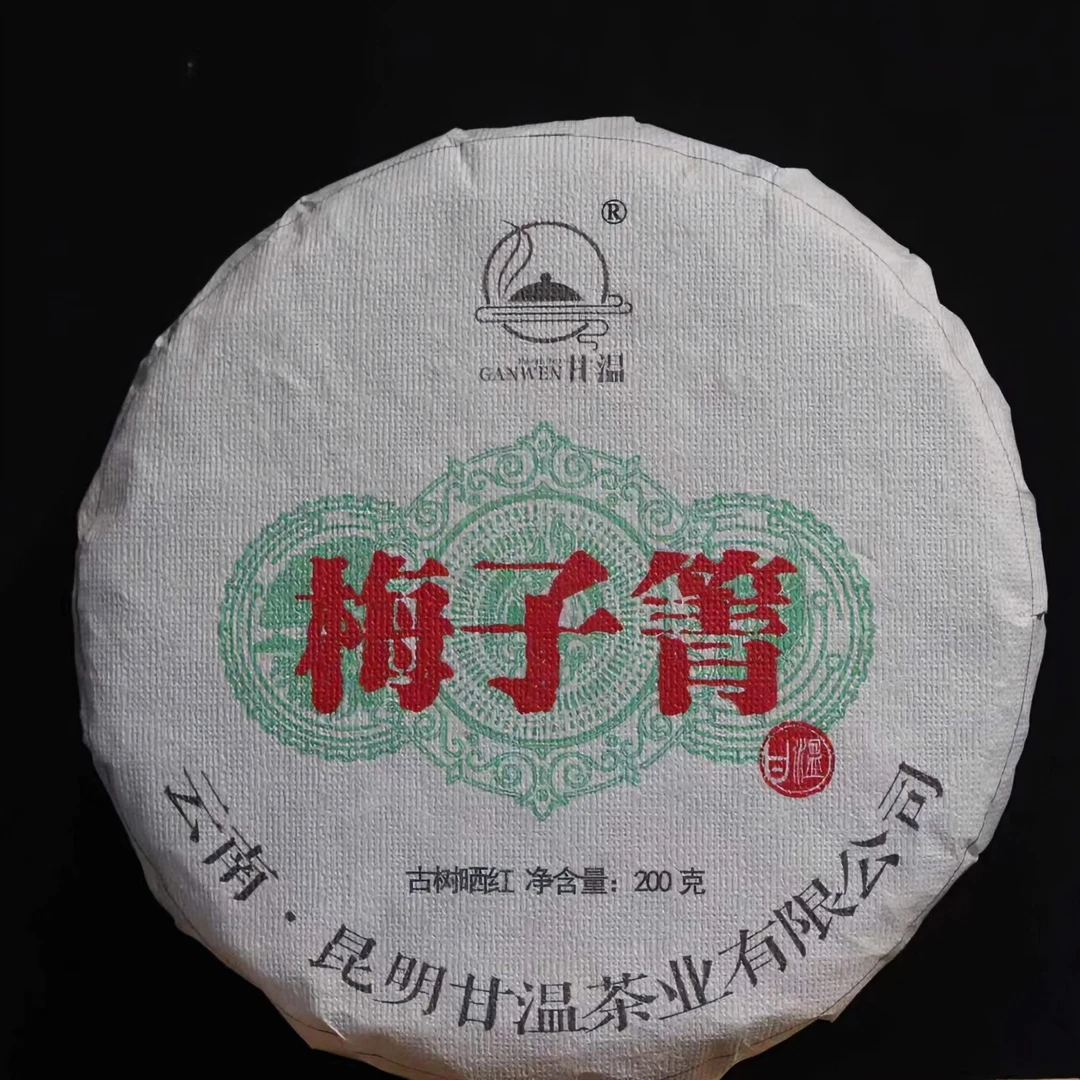 ®
GANWEN 甘温
梅子箐
甘温
古树晒红 净含量：200 克
云南·昆明甘温茶业有限公司